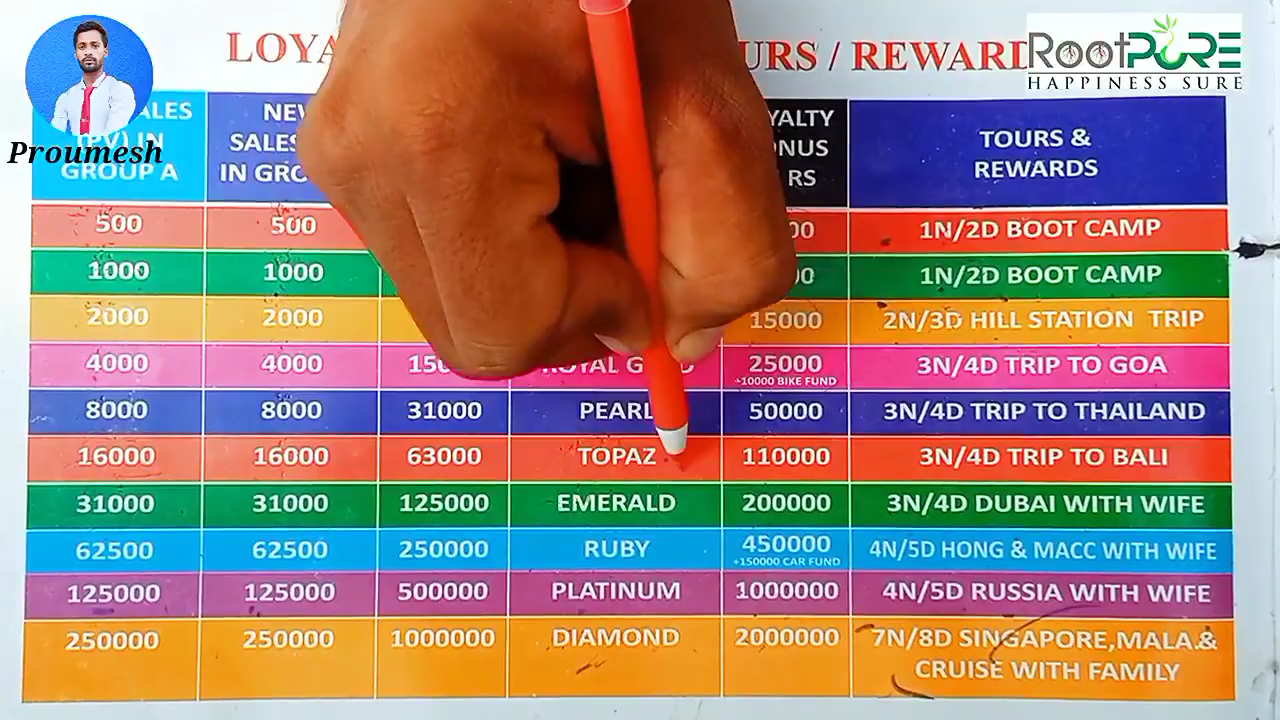 LOYA
URS / REWARD
RootPURE
HAPPINESS SURE
Proumesh
ALES
(PV) IN
GROUP A
NEW
SALES
IN GRO
YALTY
ONUS
RS
TOURS &
REWARDS
500 500 00 1N/2D BOOT CAMP
1000 1000 00 1N/2D BOOT CAMP
2000 2000 15000 2N/3D HILL STATION TRIP
4000 4000 150 ROYAL G D 25000 3N/4D TRIP TO GOA
+10000 BIKE FUND
8000 8000 31000 PEARL 50000 3N/4D TRIP TO THAILAND
16000 16000 63000 TOPAZ 110000 3N/4D TRIP TO BALI
31000 31000 125000 EMERALD 200000 3N/4D DUBAI WITH WIFE
62500 62500 250000 RUBY 450000 4N/5D HONG & MACC WITH WIFE
+150000 CAR FUND
125000 125000 500000 PLATINUM 1000000 4N/5D RUSSIA WITH WIFE
250000 250000 1000000 DIAMOND 2000000 7N/8D SINGAPORE,MALA.&
CRUISE WITH FAMILY